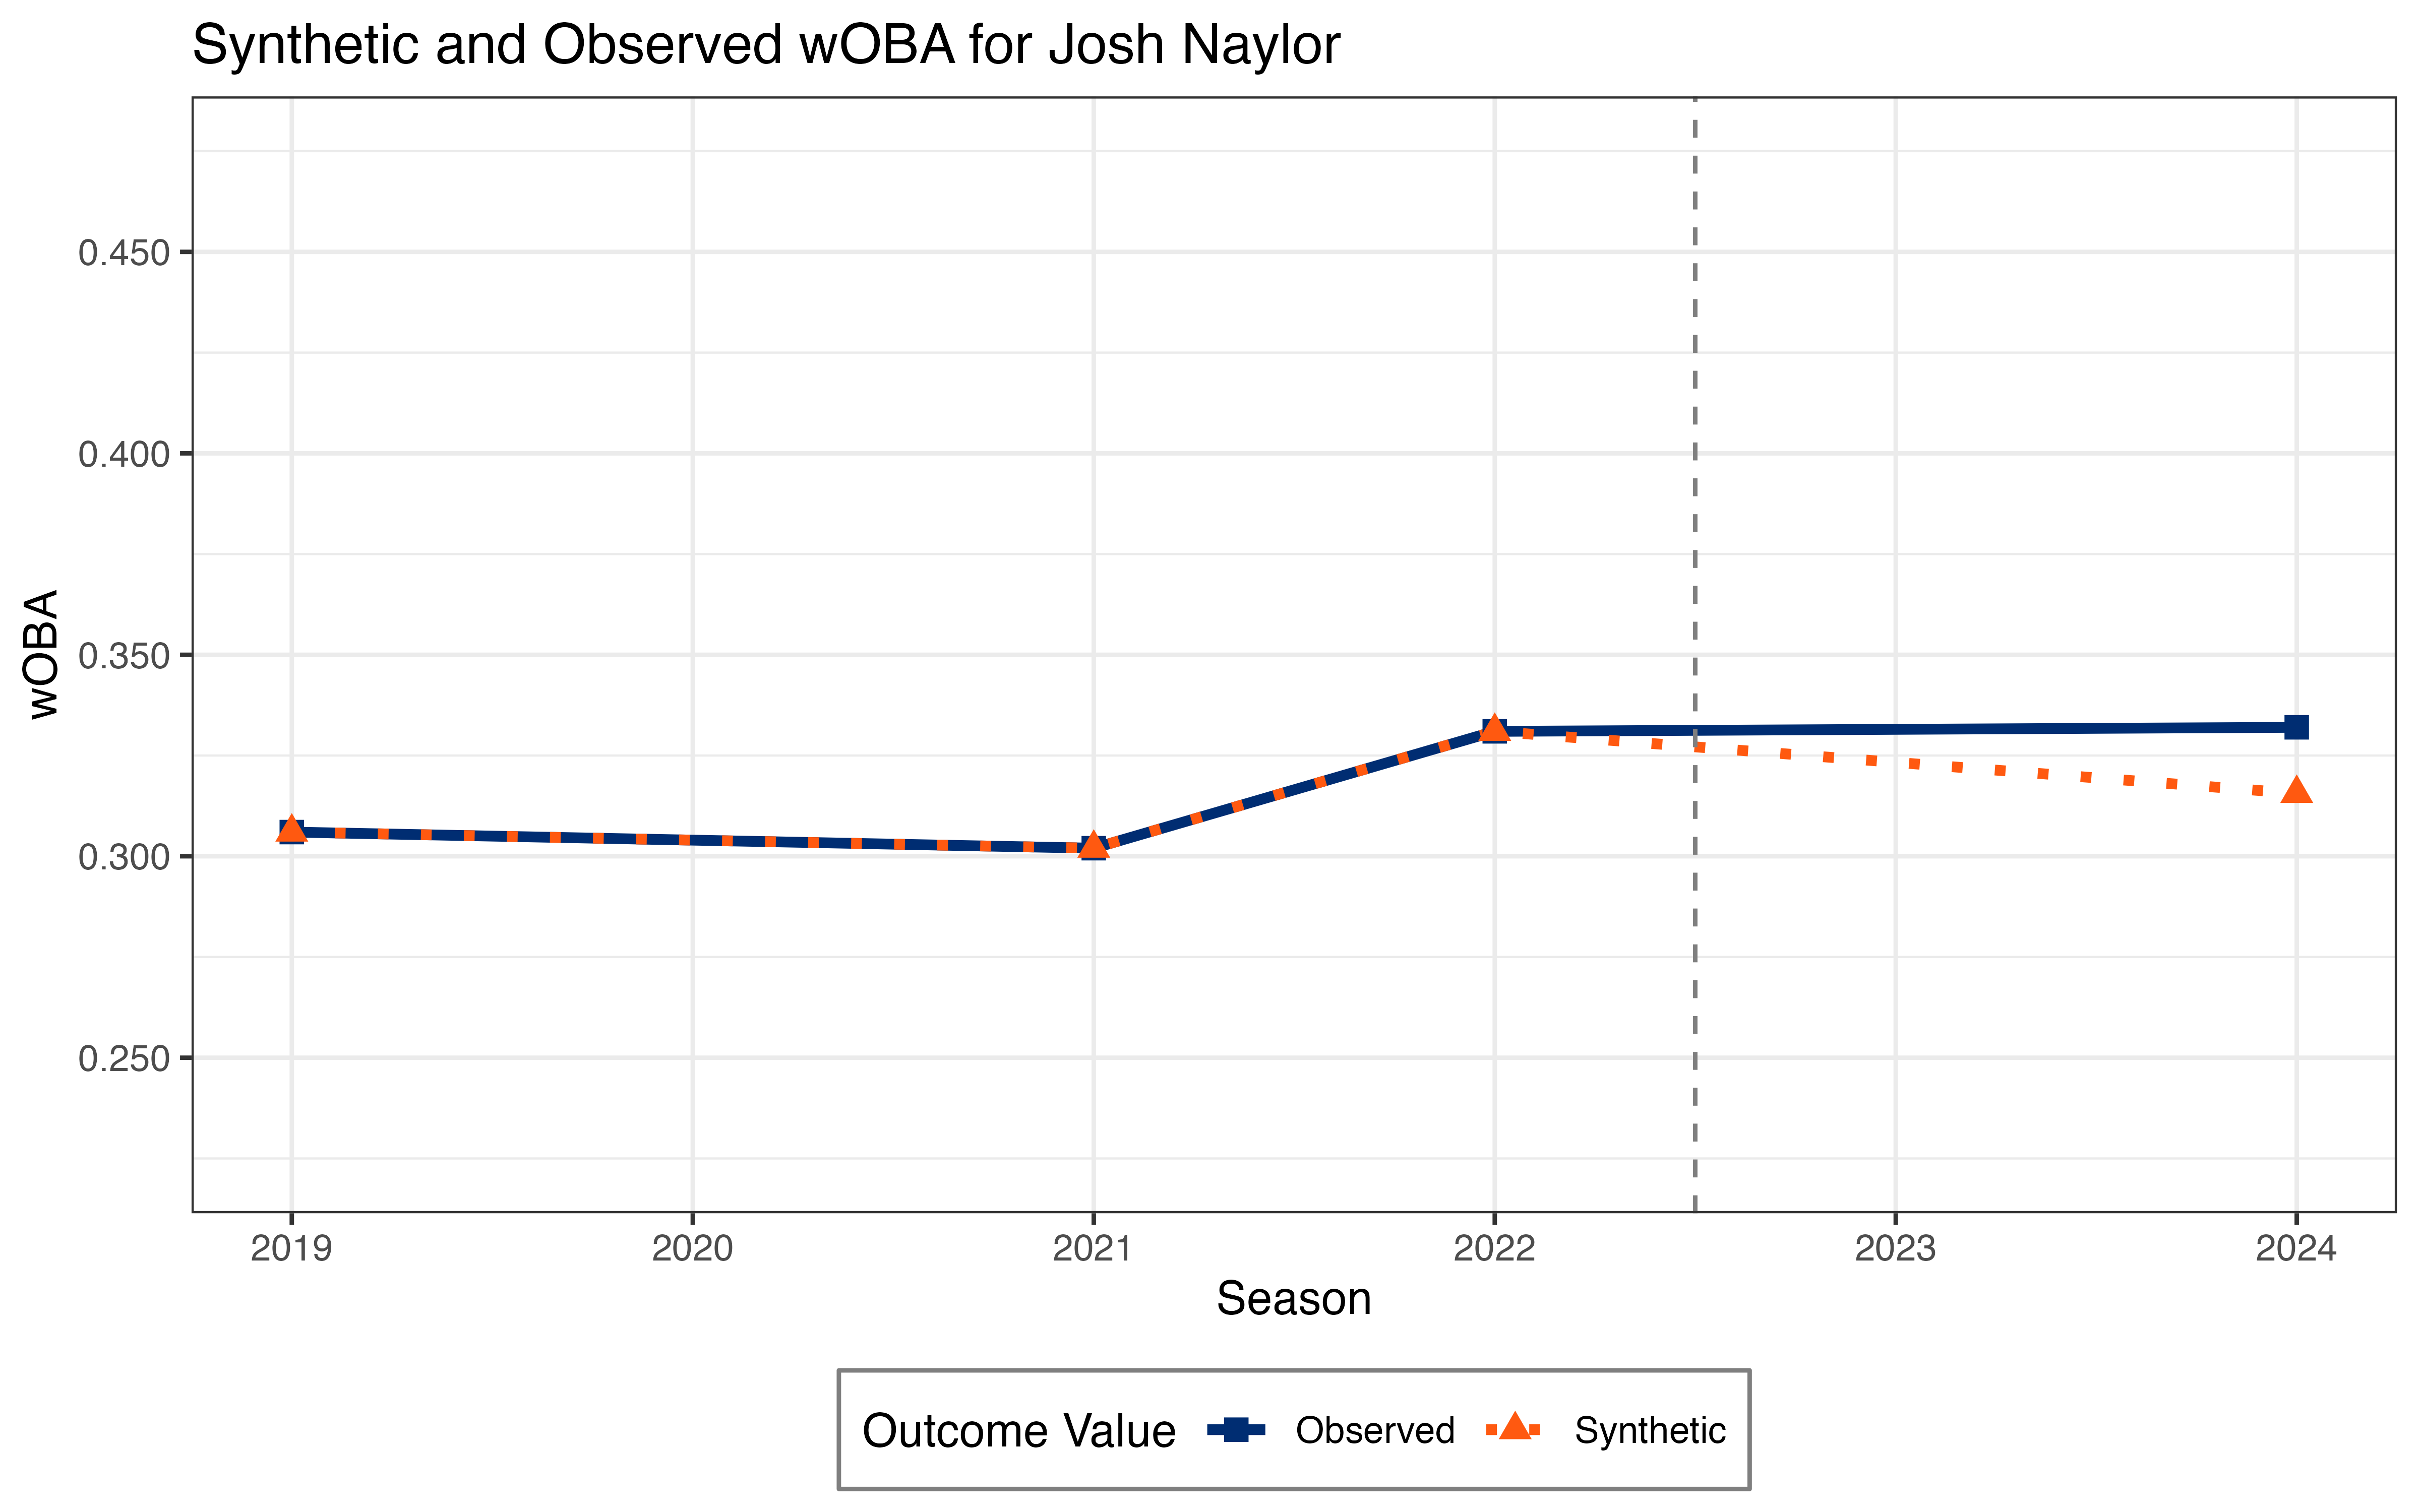 Synthetic and Observed wOBA for Josh Naylor
wOBA
0.450
0.400
0.350
0.300
0.250
2019 2020 2021 2022 2023 2024
Season
Outcome Value Observed Synthetic